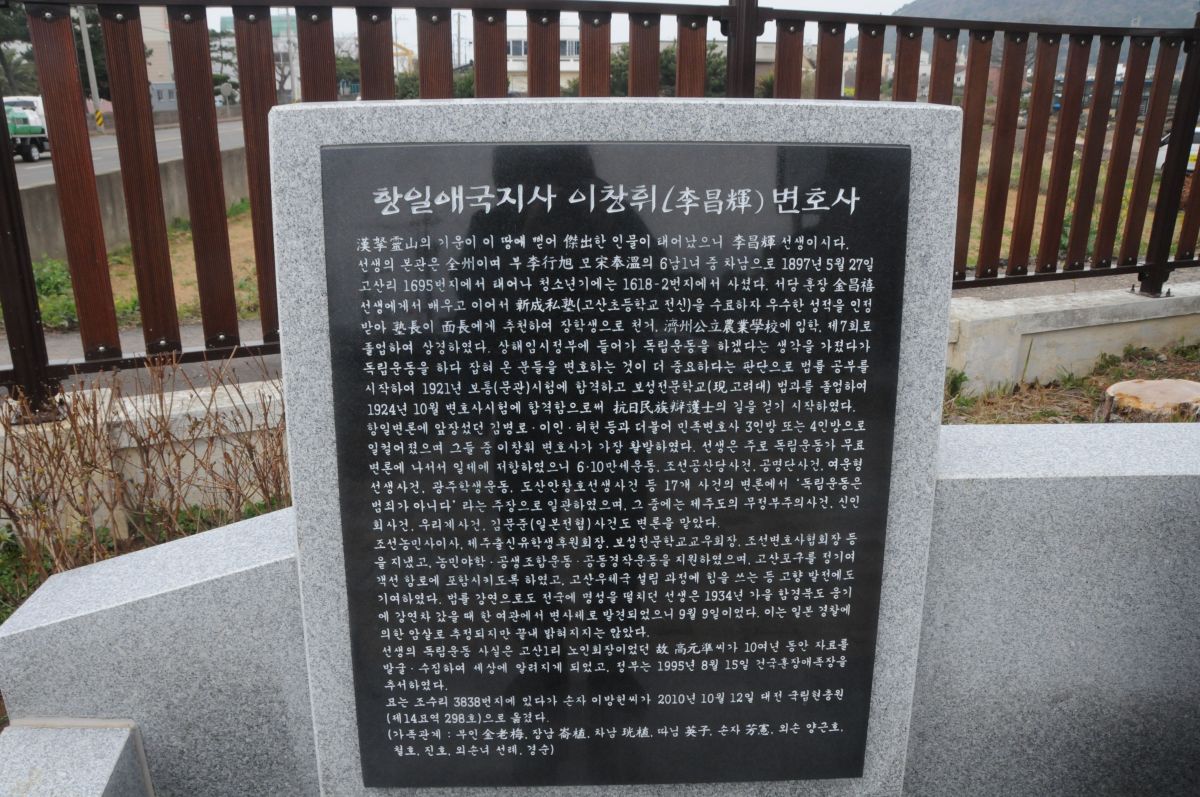 항일애국지사 이창휘(李昌輝) 변호사
漢拏靈山의 기운이 이 땅에 뻗어 傑出한 인물이 태어났으니 李昌輝 선생이시다.
선생의 본관은 全州이며 부 李行旭 모 宋奉溫의 6남1녀 중 차남으로 1897년 5월 27일
고산리 1695번지에서 태어나 청소년기에는 1618-2번지에서 사셨다. 서당 훈장 金昌禧
선생에게서 배우고 이어서 新成私塾(고산초등학교 전신)을 수료하자 우수한 성적을 인정
받아 塾長이 面長에게 추천하여 장학생으로 천거, 濟州公立農業學校에 입학, 제7회로
졸업하여 상경하였다. 상해임시정부에 들어가 독립운동을 하겠다는 생각을 가졌다가
독립운동을 하다 잡혀 온 분들을 변호하는 것이 더 중요하다는 판단으로 법률 공부를
시작하여 1921년 보통(문관)시험에 합격하고 보성전문학교(現고려대) 법과를 졸업하여
1924년 10월 변호사시험에 합격함으로써 抗日民族辯護士의 길을 걷기 시작하였다.
항일변론에 앞장섰던 김병로·이인·허헌 등과 더불어 민족변호사 3인방 또는 4인방으로
일컬어졌으며 그들 중 이창휘 변호사가 가장 활발하였다. 선생은 주로 독립운동가 무료
변론에 나서서 일제에 저항하였으니 6·10만세운동, 조선공산당사건, 공명단사건, 여운형
선생사건, 광주학생운동, 도산안창호선생사건 등 17개 사건의 변론에서 '독립운동은
범죄가 아니다' 라는 주장으로 일관하였으며, 그 중에는 제주도의 무정부주의사건, 신인
회사건, 우리계사건, 김문준(일본전협)사건도 변론을 맡았다.
조선농민사이사, 제주출신유학생후원회장, 보성전문학교교우회장, 조선변호사협회장 등
을 지냈고, 농민야학·공생조합운동·공동경작운동을 지원하였으며, 고산포구를 정기여
객선 항로에 포함시키도록 하였고, 고산우체국 설립 과정에 힘을 쓰는 등 고향 발전에도
기여하였다. 법률 강연으로도 전국에 명성을 떨치던 선생은 1934년 가을 함경북도 웅기
에 강연차 갔을 때 한 여관에서 변사체로 발견되었으니 9월 9일이었다. 이는 일본 경찰에
의한 암살로 추정되지만 끝내 밝혀지지는 않았다.
선생의 독립운동 사실은 고산1리 노인회장이었던 故 高元準씨가 10여년 동안 자료를
발굴·수집하여 세상에 알려지게 되었고, 정부는 1995년 8월 15일 건국훈장애족장을
추서하였다.
묘는 조수리 3838번지에 있다가 손자 이방헌씨가 2010년 10월 12일 대전 국립현충원
(제14묘역 298호)으로 옮겼다.
(가족관계 : 부인 金老梅, 장남 植, 차남 珖植, 따님 英子, 손자 芳憲, 외손 양근호,
철호, 진호, 외손녀 선례, 경순)